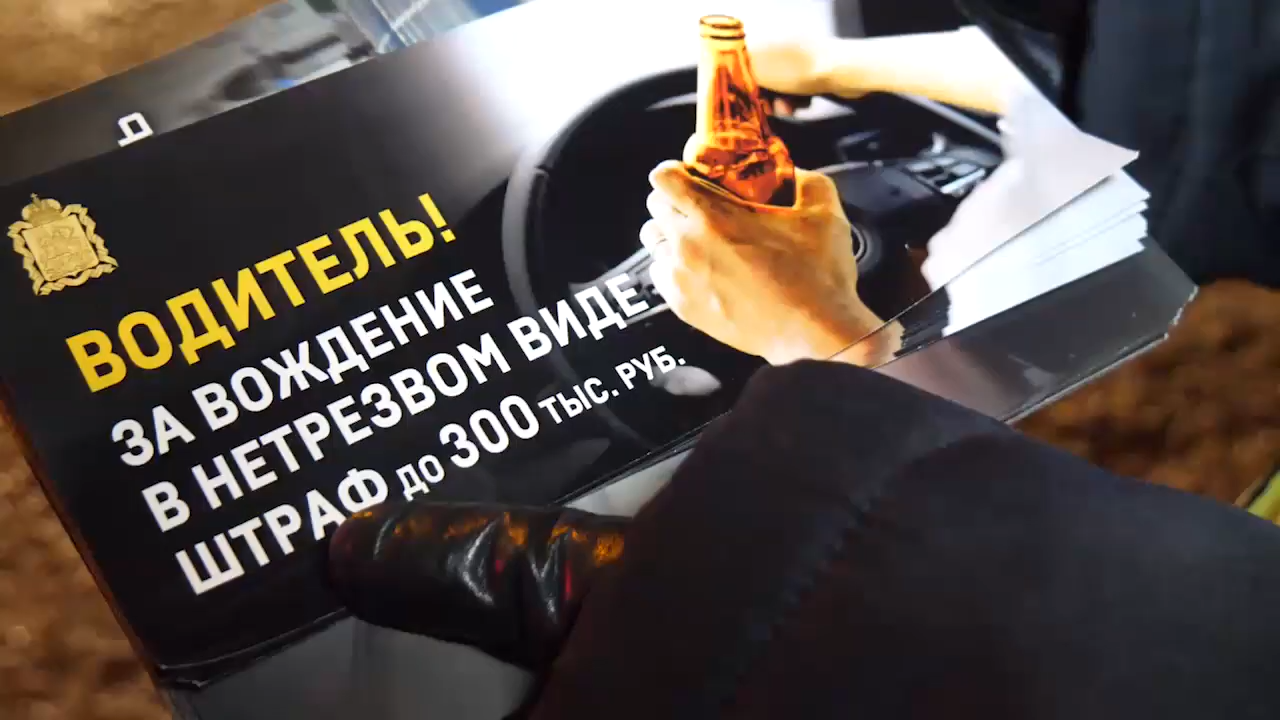 Д
ВОДИТЕЛЬ!
ЗА ВОЖДЕНИЕ
В НЕТРЕЗВОМ ВИДЕ
ШТРАФ ДО 300 ТЫС. РУБ.